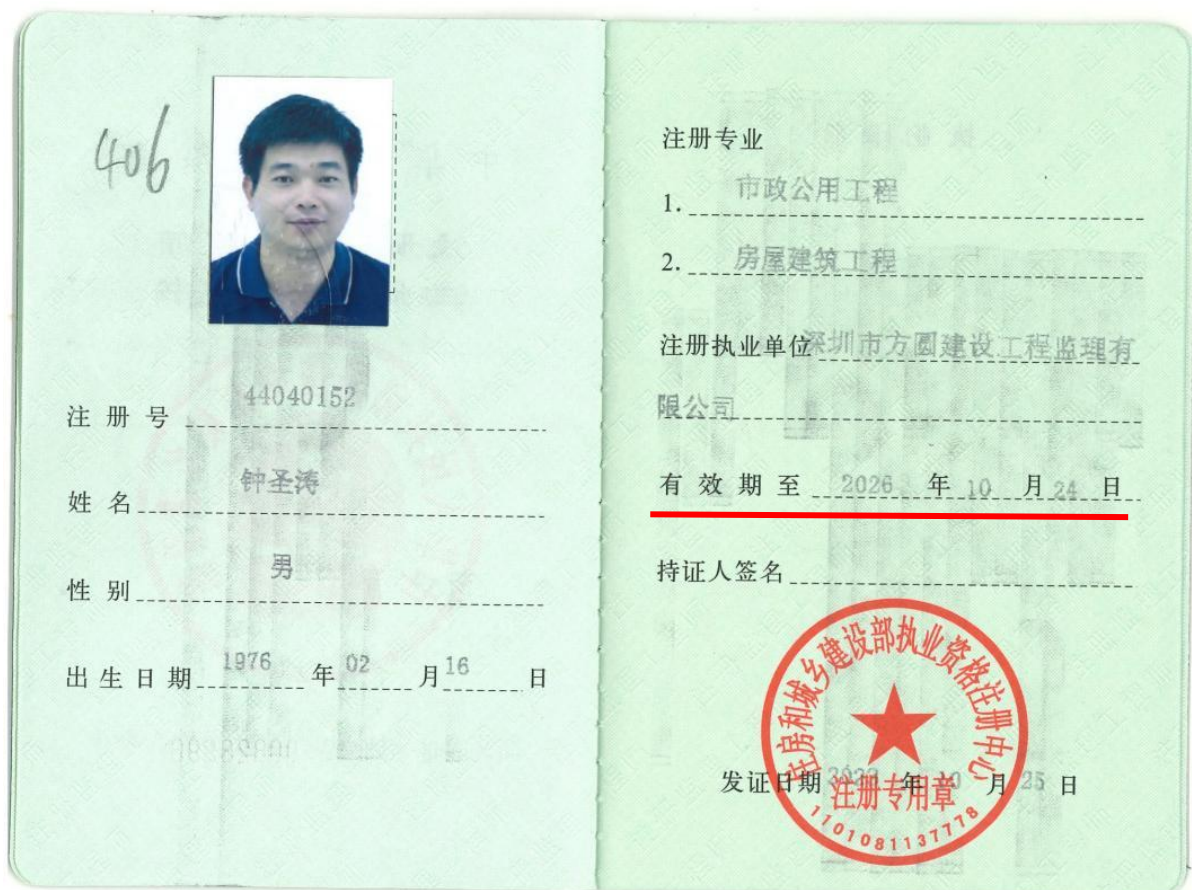 406
注册号 44040152
姓名 钟圣涛
性别 男
出生日期 1976 年 02 月 16 日
注册专业
1. 市政公用工程
2. 房屋建筑工程
注册执业单位 深圳市方圆建设工程监理有
限公司
有效期至 2026 年 10 月 24 日
持证人签名
住房和城乡建设部执业资格注册中心
发证日期 年 月 25 日
注册专用章
1101081137778